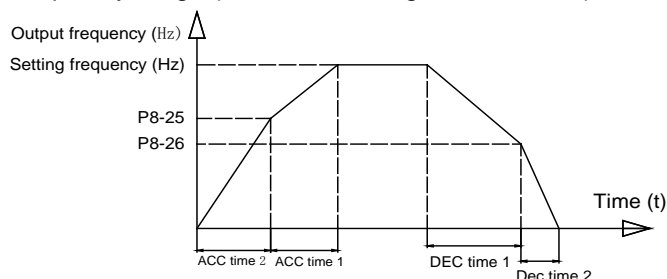 Output frequency (Hz)
Setting frequency (Hz)
P8-25
P8-26
Time (t)
ACC time 2
ACC time 1
DEC time 1
Dec time 2